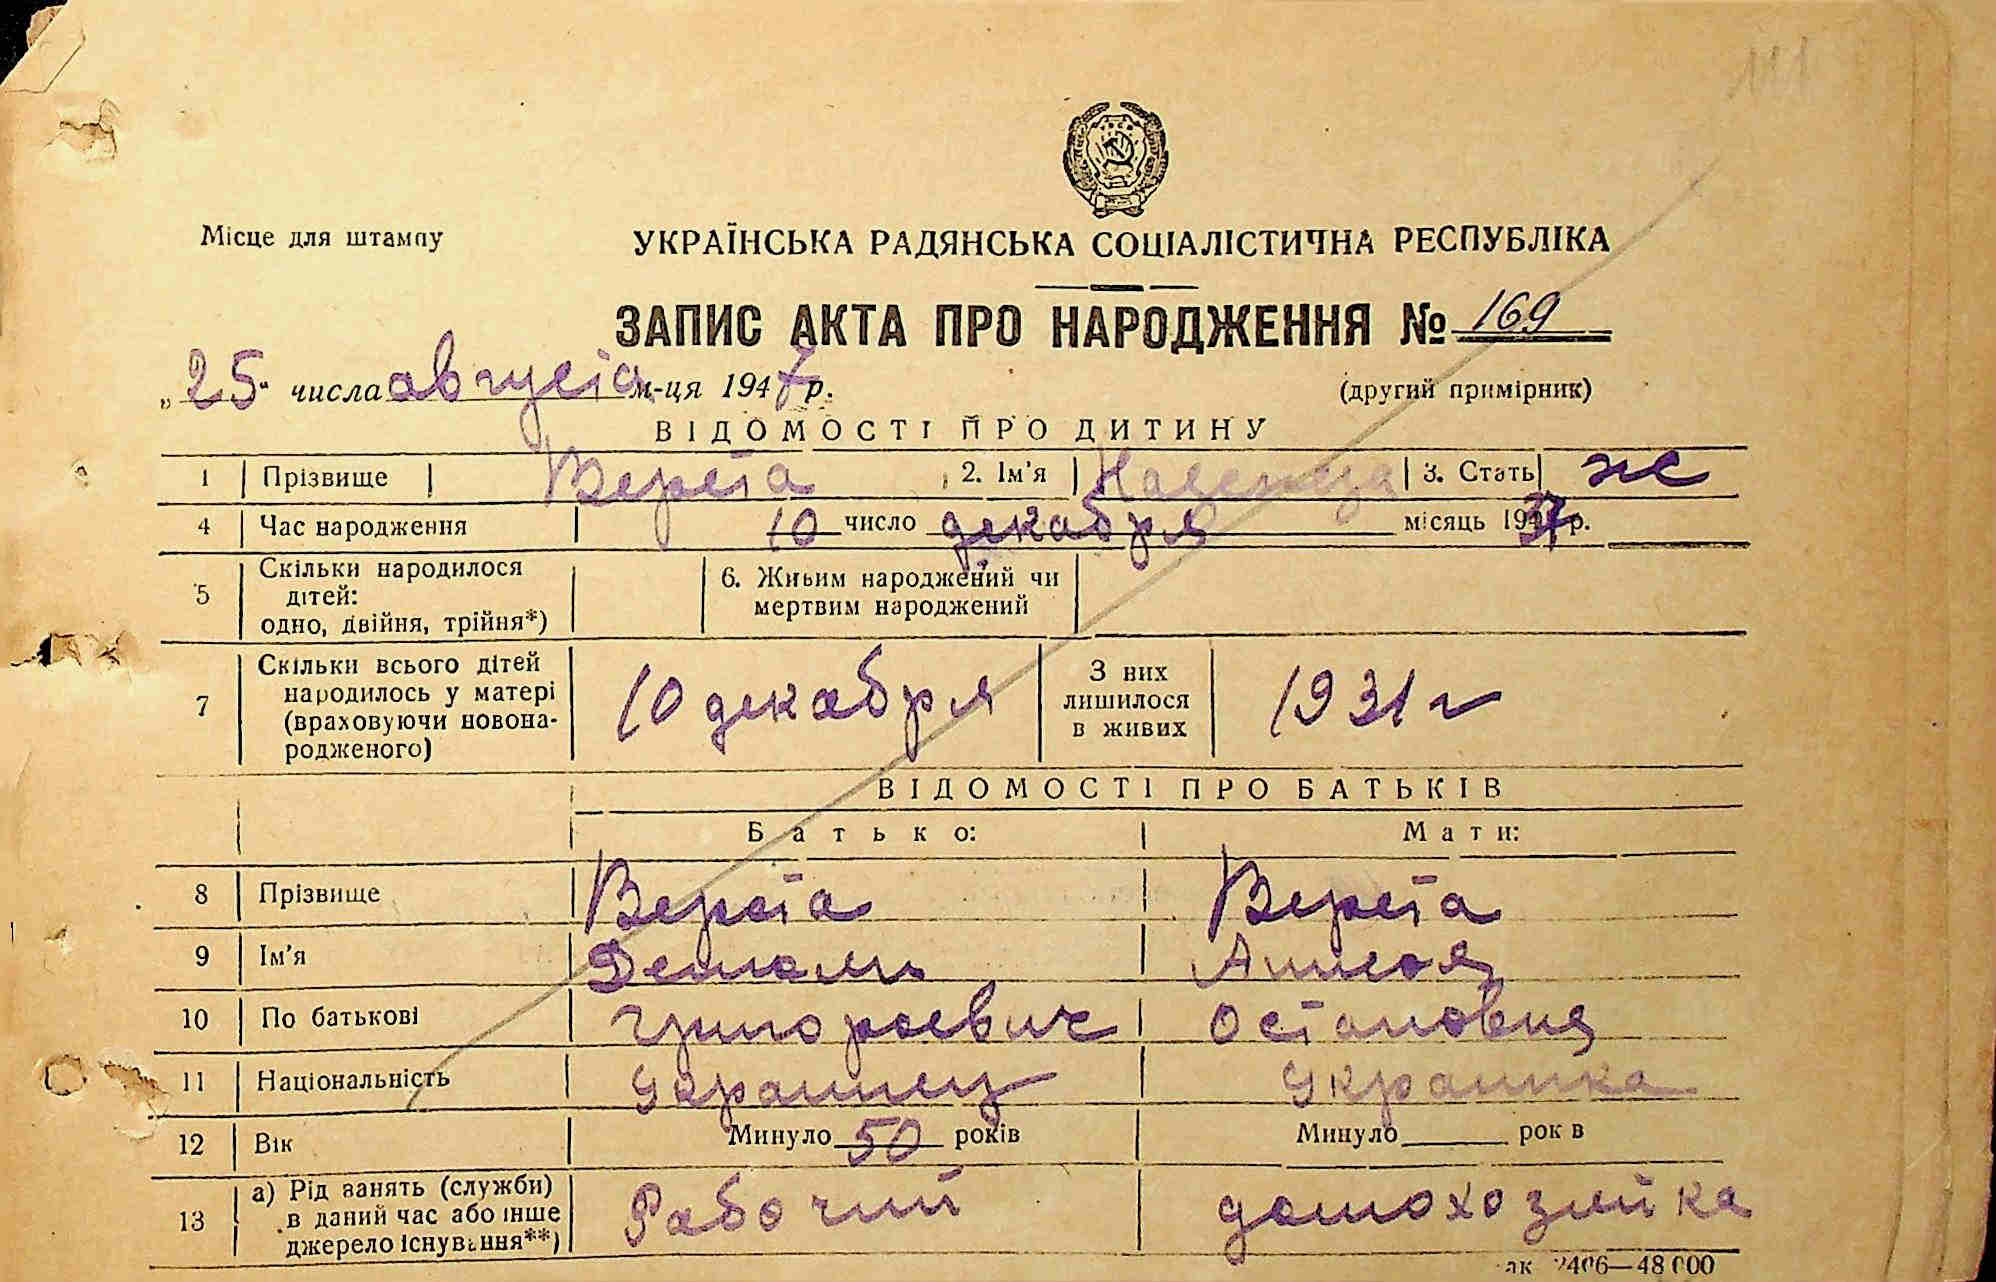 111
Місце для штампу
УКРАЇНСЬКА РАДЯНСЬКА СОЦІАЛІСТИЧНА РЕСПУБЛІКА
ЗАПИС АКТА ПРО НАРОДЖЕННЯ № 169
„ 25 " числа августа м-ця 1947 р.
(другий примірник)
ВІДОМОСТІ ПРО ДИТИНУ
1 Прізвище Верета 2. Ім'я 3. Стать ж
4 Час народження 10 число декабря місяць 1937 р.
5 Скільки народилося дітей: одно, двійня, трійня*) 6. Живим народжений чи мертвим народжений
7 Скільки всього дітей народилось у матері (враховуючи новонародженого) 10 декабря З них лишилося в живих 1931 г
ВІДОМОСТІ ПРО БАТЬКІВ
Батько: Мати:
8 Прізвище Верета Верета
9 Ім'я
10 По батькові Григорьевич Остаповна
11 Національність Украинец Украинка
12 Вік Минуло 50 років Минуло рок в
13 а) Рід занять (служби) в даний час або інше джерело існування**) Рабочий домохозяйка
ак 2406—48 000